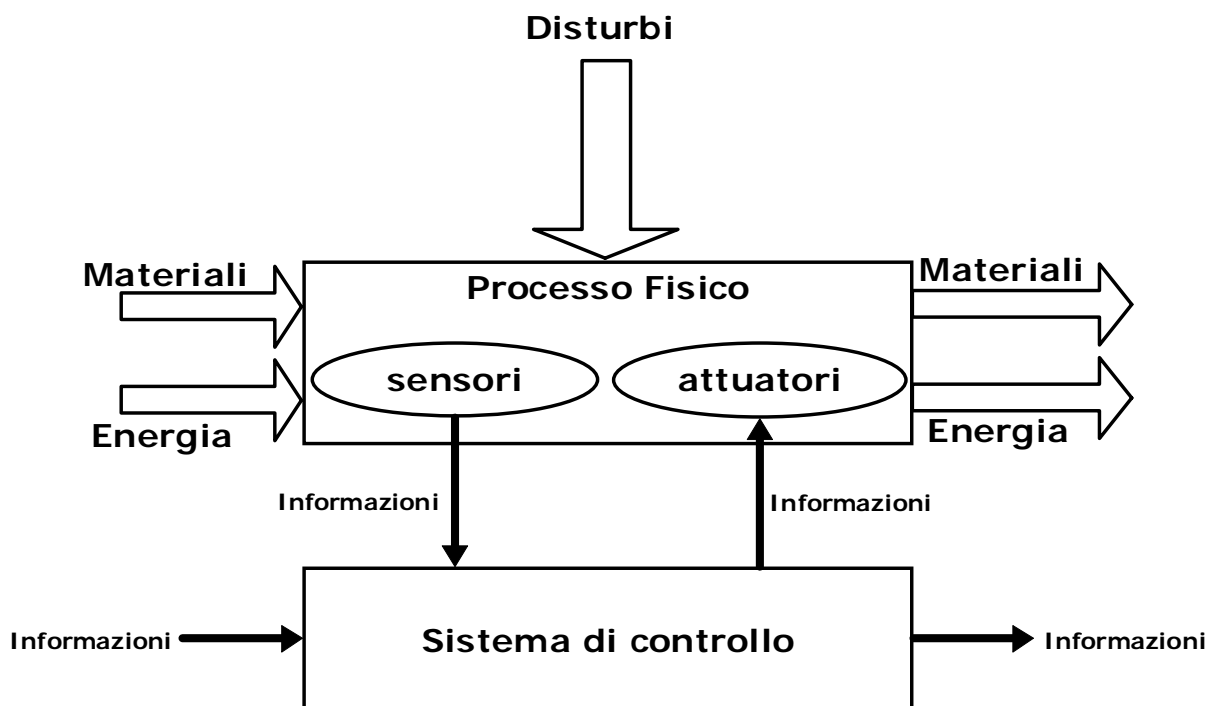 Disturbi
Materiali
Processo Fisico
Materiali
sensori
attuatori
Energia
Energia
Informazioni
Informazioni
Informazioni
Sistema di controllo
Informazioni